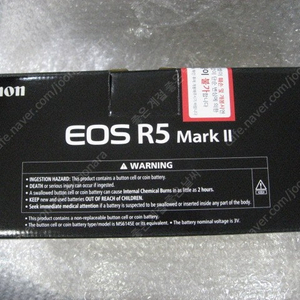 non
불가
EOS R5 Mark II
⚠ WARNING
• INGESTION HAZARD: This product contains a button cell or coin battery.
• DEATH or serious injury can occur if ingested.
• A swallowed button cell or coin battery can cause Internal Chemical Burns in as little as 2 hours.
• KEEP new and used batteries OUT OF REACH of CHILDREN.
• Seek immediate medical attention if a battery is suspected to be swallowed or inserted inside any part of the body.
• This product contains a non-replaceable button cell or coin battery.
• The button cell or coin battery type/model is MS614SE or its equivalent. • The battery nominal voltage is 3V.